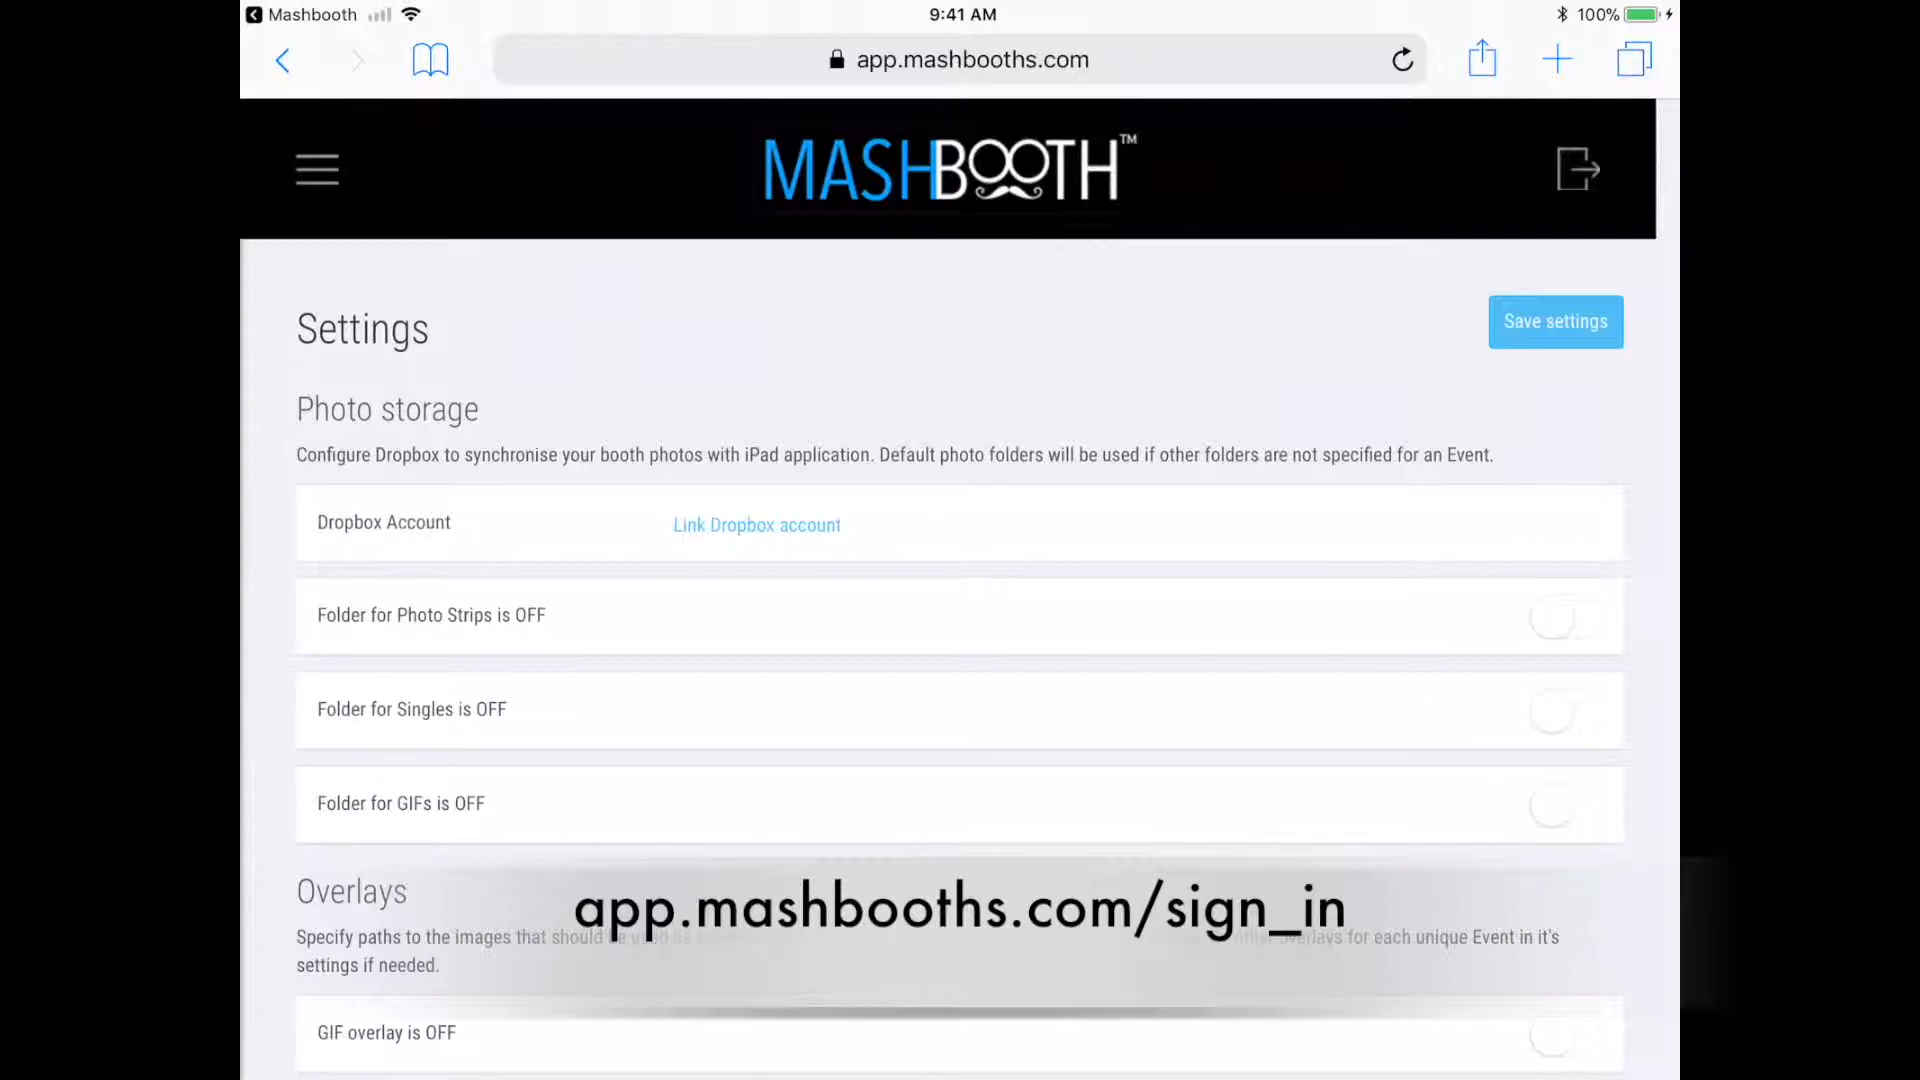 Mashbooth
9:41 AM
100%
app.mashbooths.com
MASHBOOTH™
Settings
Save settings
Photo storage
Configure Dropbox to synchronise your booth photos with iPad application. Default photo folders will be used if other folders are not specified for an Event.
Dropbox Account
Link Dropbox account
Folder for Photo Strips is OFF
Folder for Singles is OFF
Folder for GIFs is OFF
Overlays
app.mashbooths.com/sign_in
Specify paths to the images that should be used as overlays for each unique Event in it's
settings if needed.
GIF overlay is OFF